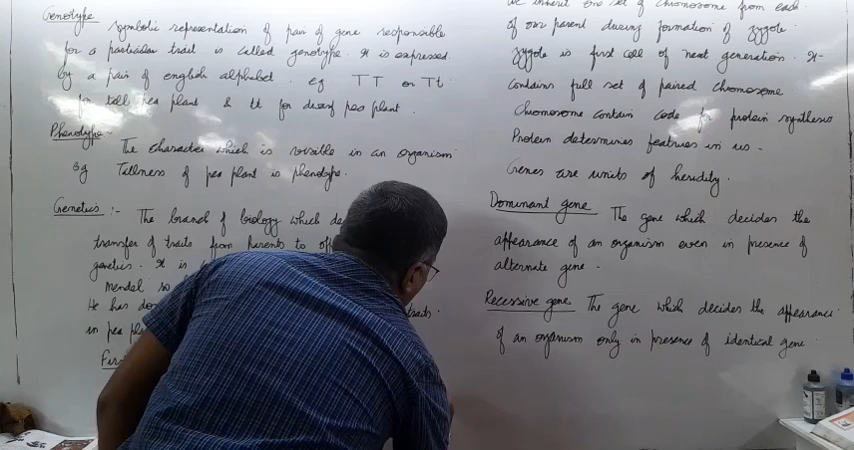 Genotype
Symbolic representation of pair of gene responsible
for a particular trait is called genotype. It is expressed
by a pair of english alphabet. eg TT or Tt
for tall pea plant & tt for dwarf pea plant.
Phenotype -
The character which is visible in an organism
eg Tallness of pea plant is phenotype.
Genetics :- The branch of biology which de
transfer of traits from parents to off
genetics. It is
Mendel
He has do traits.
in pea
we inherit one set of chromosome from each
of our parent during formation of zygote.
zygote is first cell of next generation. It-
contains full set of paired chromosome
Chromosome contain code for protein synthesis
Protein determines features in us -
Genes are units of heridity.
Dominant gene The gene which decides the
appearance of an organism even in presence of
alternate gene.
Recessive gene The gene which decides the appearance
of an organism only in presence of identical gene